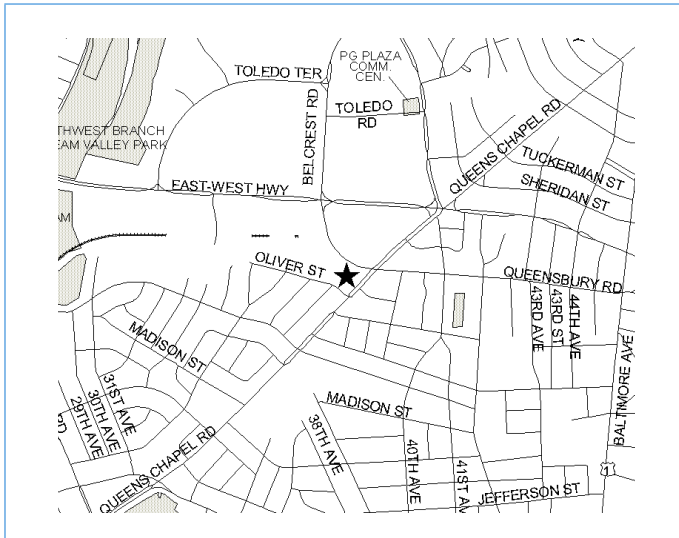 PG PLAZA
COMM.
CEN.
TOLEDO TER
BELCREST RD
TOLEDO
RD
THWEST BRANCH
EAM VALLEY PARK
QUEENS CHAPEL RD
TUCKERMAN ST
SHERIDAN ST
EAST-WEST HWY
AM
OLIVER ST
QUEENSBURY RD
43RD AVE
43RD ST
44TH AVE
BALTIMORE AVE
MADISON ST
31ST AVE
30TH AVE
29TH AVE
RD
QUEENS CHAPEL RD
38TH AVE
MADISON ST
40TH AVE
41ST AV
1
JEFFERSON ST